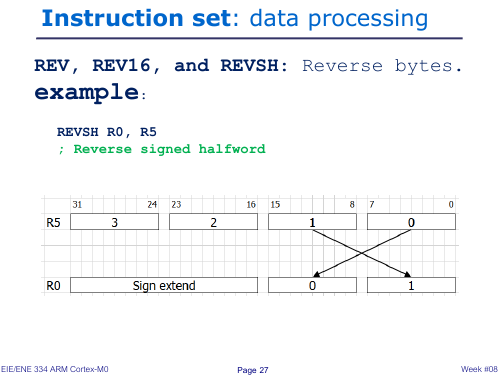 Instruction set: data processing
REV, REV16, and REVSH: Reverse bytes.
example:
REVSH R0, R5
; Reverse signed halfword
31 24 23 16 15 8 7 0
R5 3 2 1 0
R0 Sign extend 0 1
EIE/ENE 334 ARM Cortex-M0 Page 27 Week #08